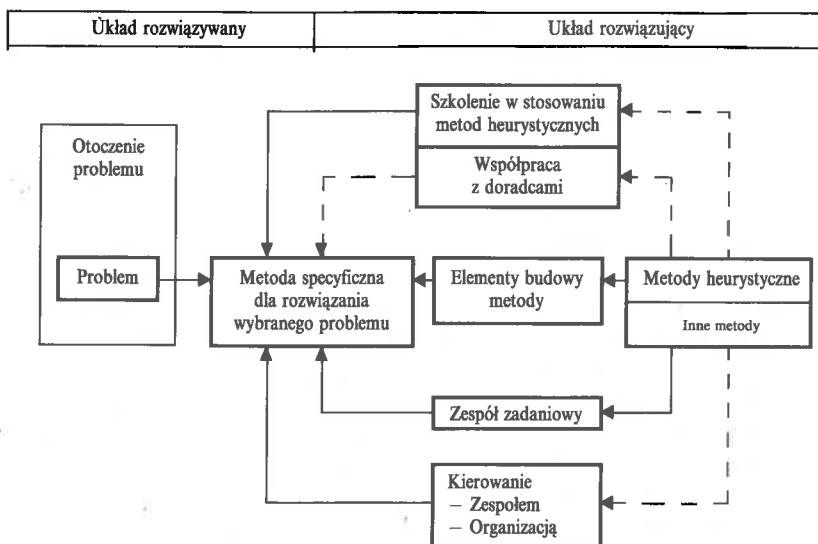 Układ rozwiązywany
Układ rozwiązujący
Szkolenie w stosowaniu
metod heurystycznych
Współpraca
z doradcami
Otoczenie
problemu
Problem
Metoda specyficzna
dla rozwiązania
wybranego problemu
Elementy budowy
metody
Metody heurystyczne
Inne metody
Zespół zadaniowy
Kierowanie
– Zespołem
– Organizacją